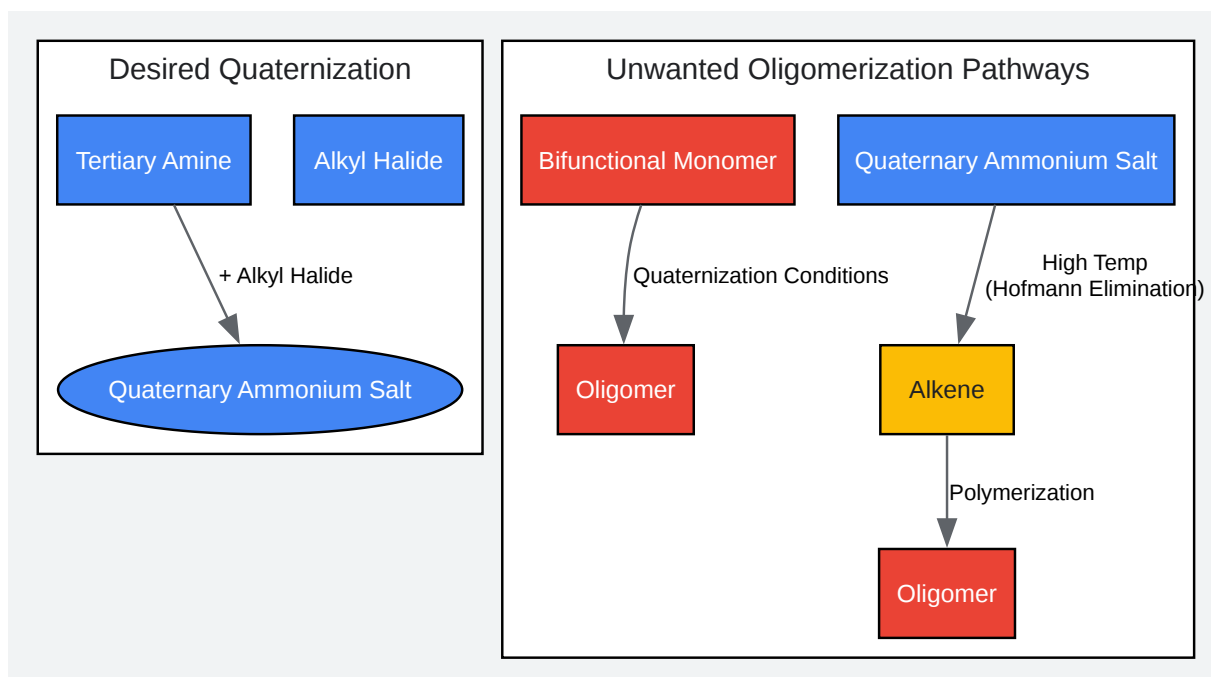 Desired Quaternization
Tertiary Amine
Alkyl Halide
+ Alkyl Halide
Quaternary Ammonium Salt
Unwanted Oligomerization Pathways
Bifunctional Monomer
Quaternary Ammonium Salt
Quaternization Conditions
High Temp
(Hofmann Elimination)
Oligomer
Alkene
Polymerization
Oligomer